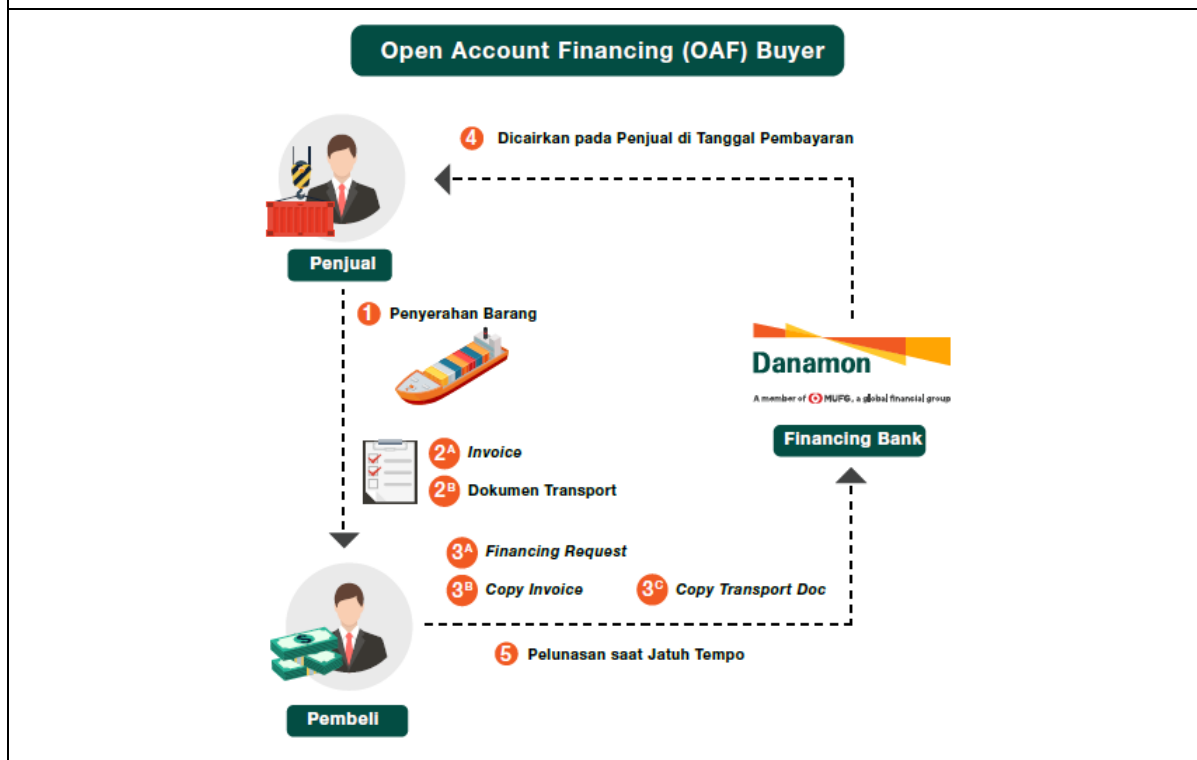 Open Account Financing (OAF) Buyer
4 Dicairkan pada Penjual di Tanggal Pembayaran
Penjual
1 Penyerahan Barang
Danamon
A member of MUFG, a global financial group
Financing Bank
2A Invoice
2B Dokumen Transport
3A Financing Request
3B Copy Invoice
3C Copy Transport Doc
5 Pelunasan saat Jatuh Tempo
Pembeli